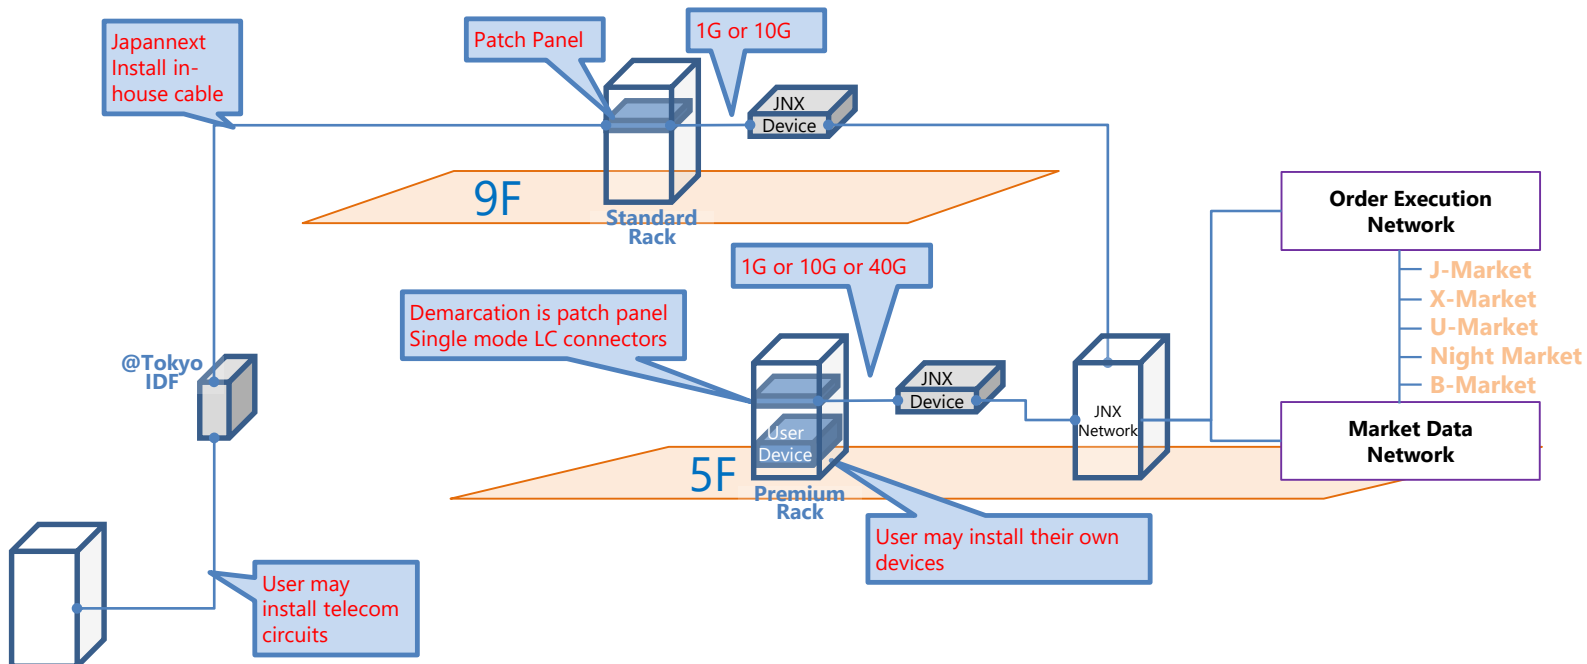 Japannext
Install in-
house cable
Patch Panel
1G or 10G
JNX
Device
9F
Standard
Rack
Order Execution
Network
J-Market
X-Market
U-Market
Night Market
B-Market
Market Data
Network
1G or 10G or 40G
Demarcation is patch panel
Single mode LC connectors
@Tokyo
IDF
JNX
Device
JNX
Network
User
Device
5F
Premium
Rack
User may install their own
devices
User may
install telecom
circuits